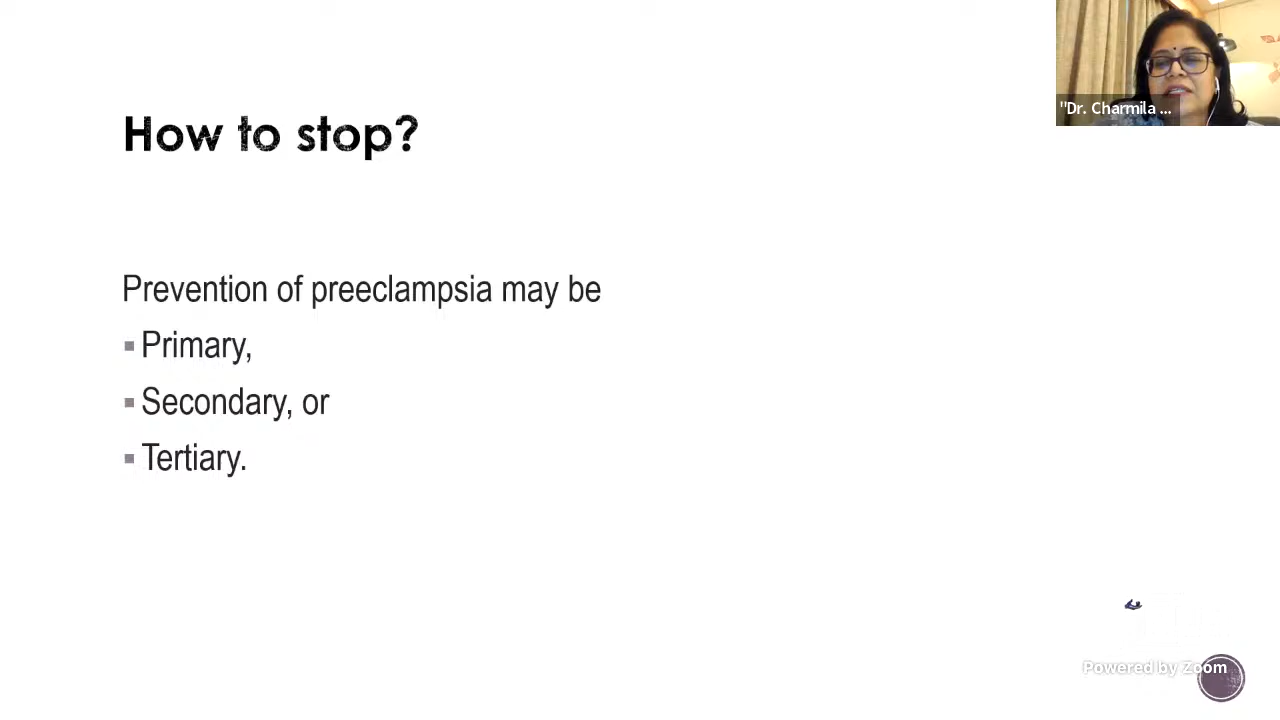 "Dr. Charmila ...
How to stop?
Prevention of preeclampsia may be
Primary,
Secondary, or
Tertiary.
Powered by Zoom